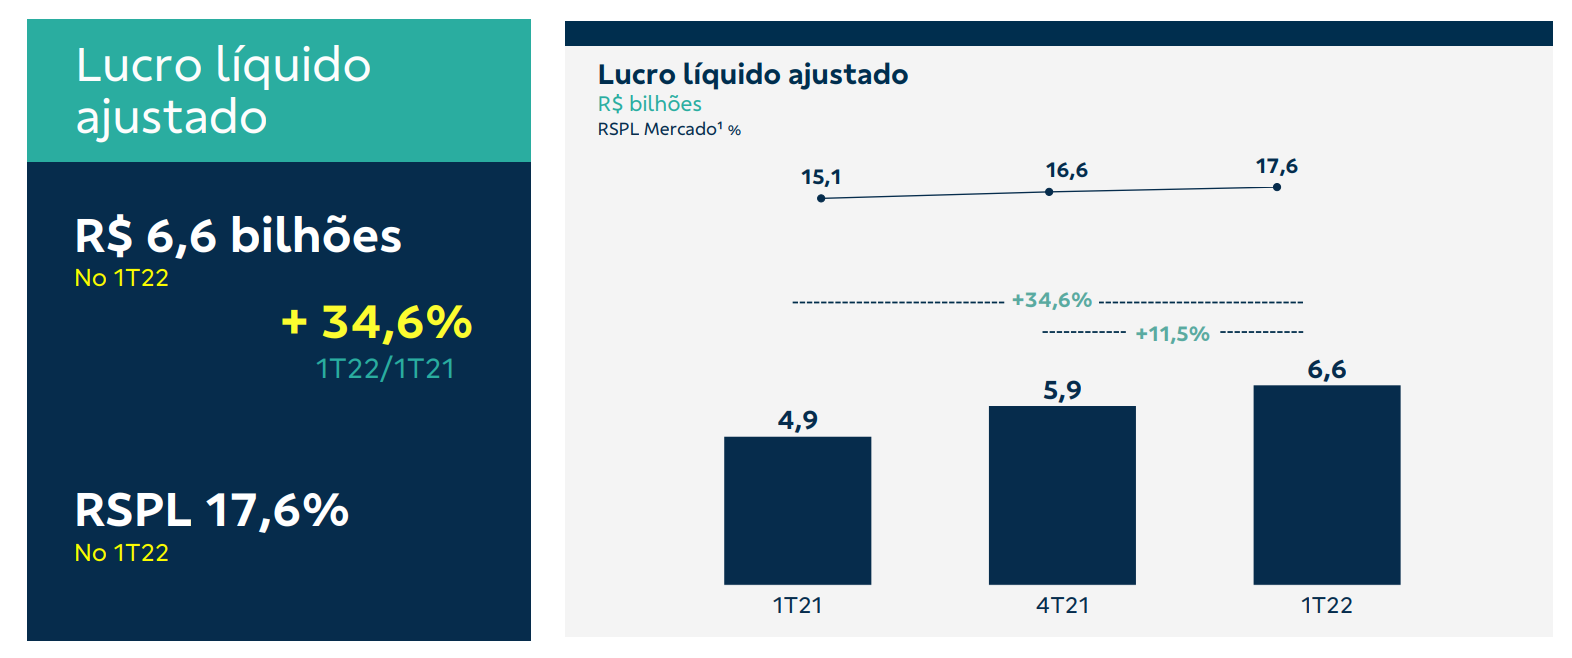 Lucro líquido
ajustado
R$ 6,6 bilhões
No 1T22
+ 34,6%
1T22/1T21
RSPL 17,6%
No 1T22
Lucro líquido ajustado
R$ bilhões
RSPL Mercado¹ %
15,1
16,6
17,6
+34,6%
+11,5%
4,9
5,9
6,6
1T21
4T21
1T22